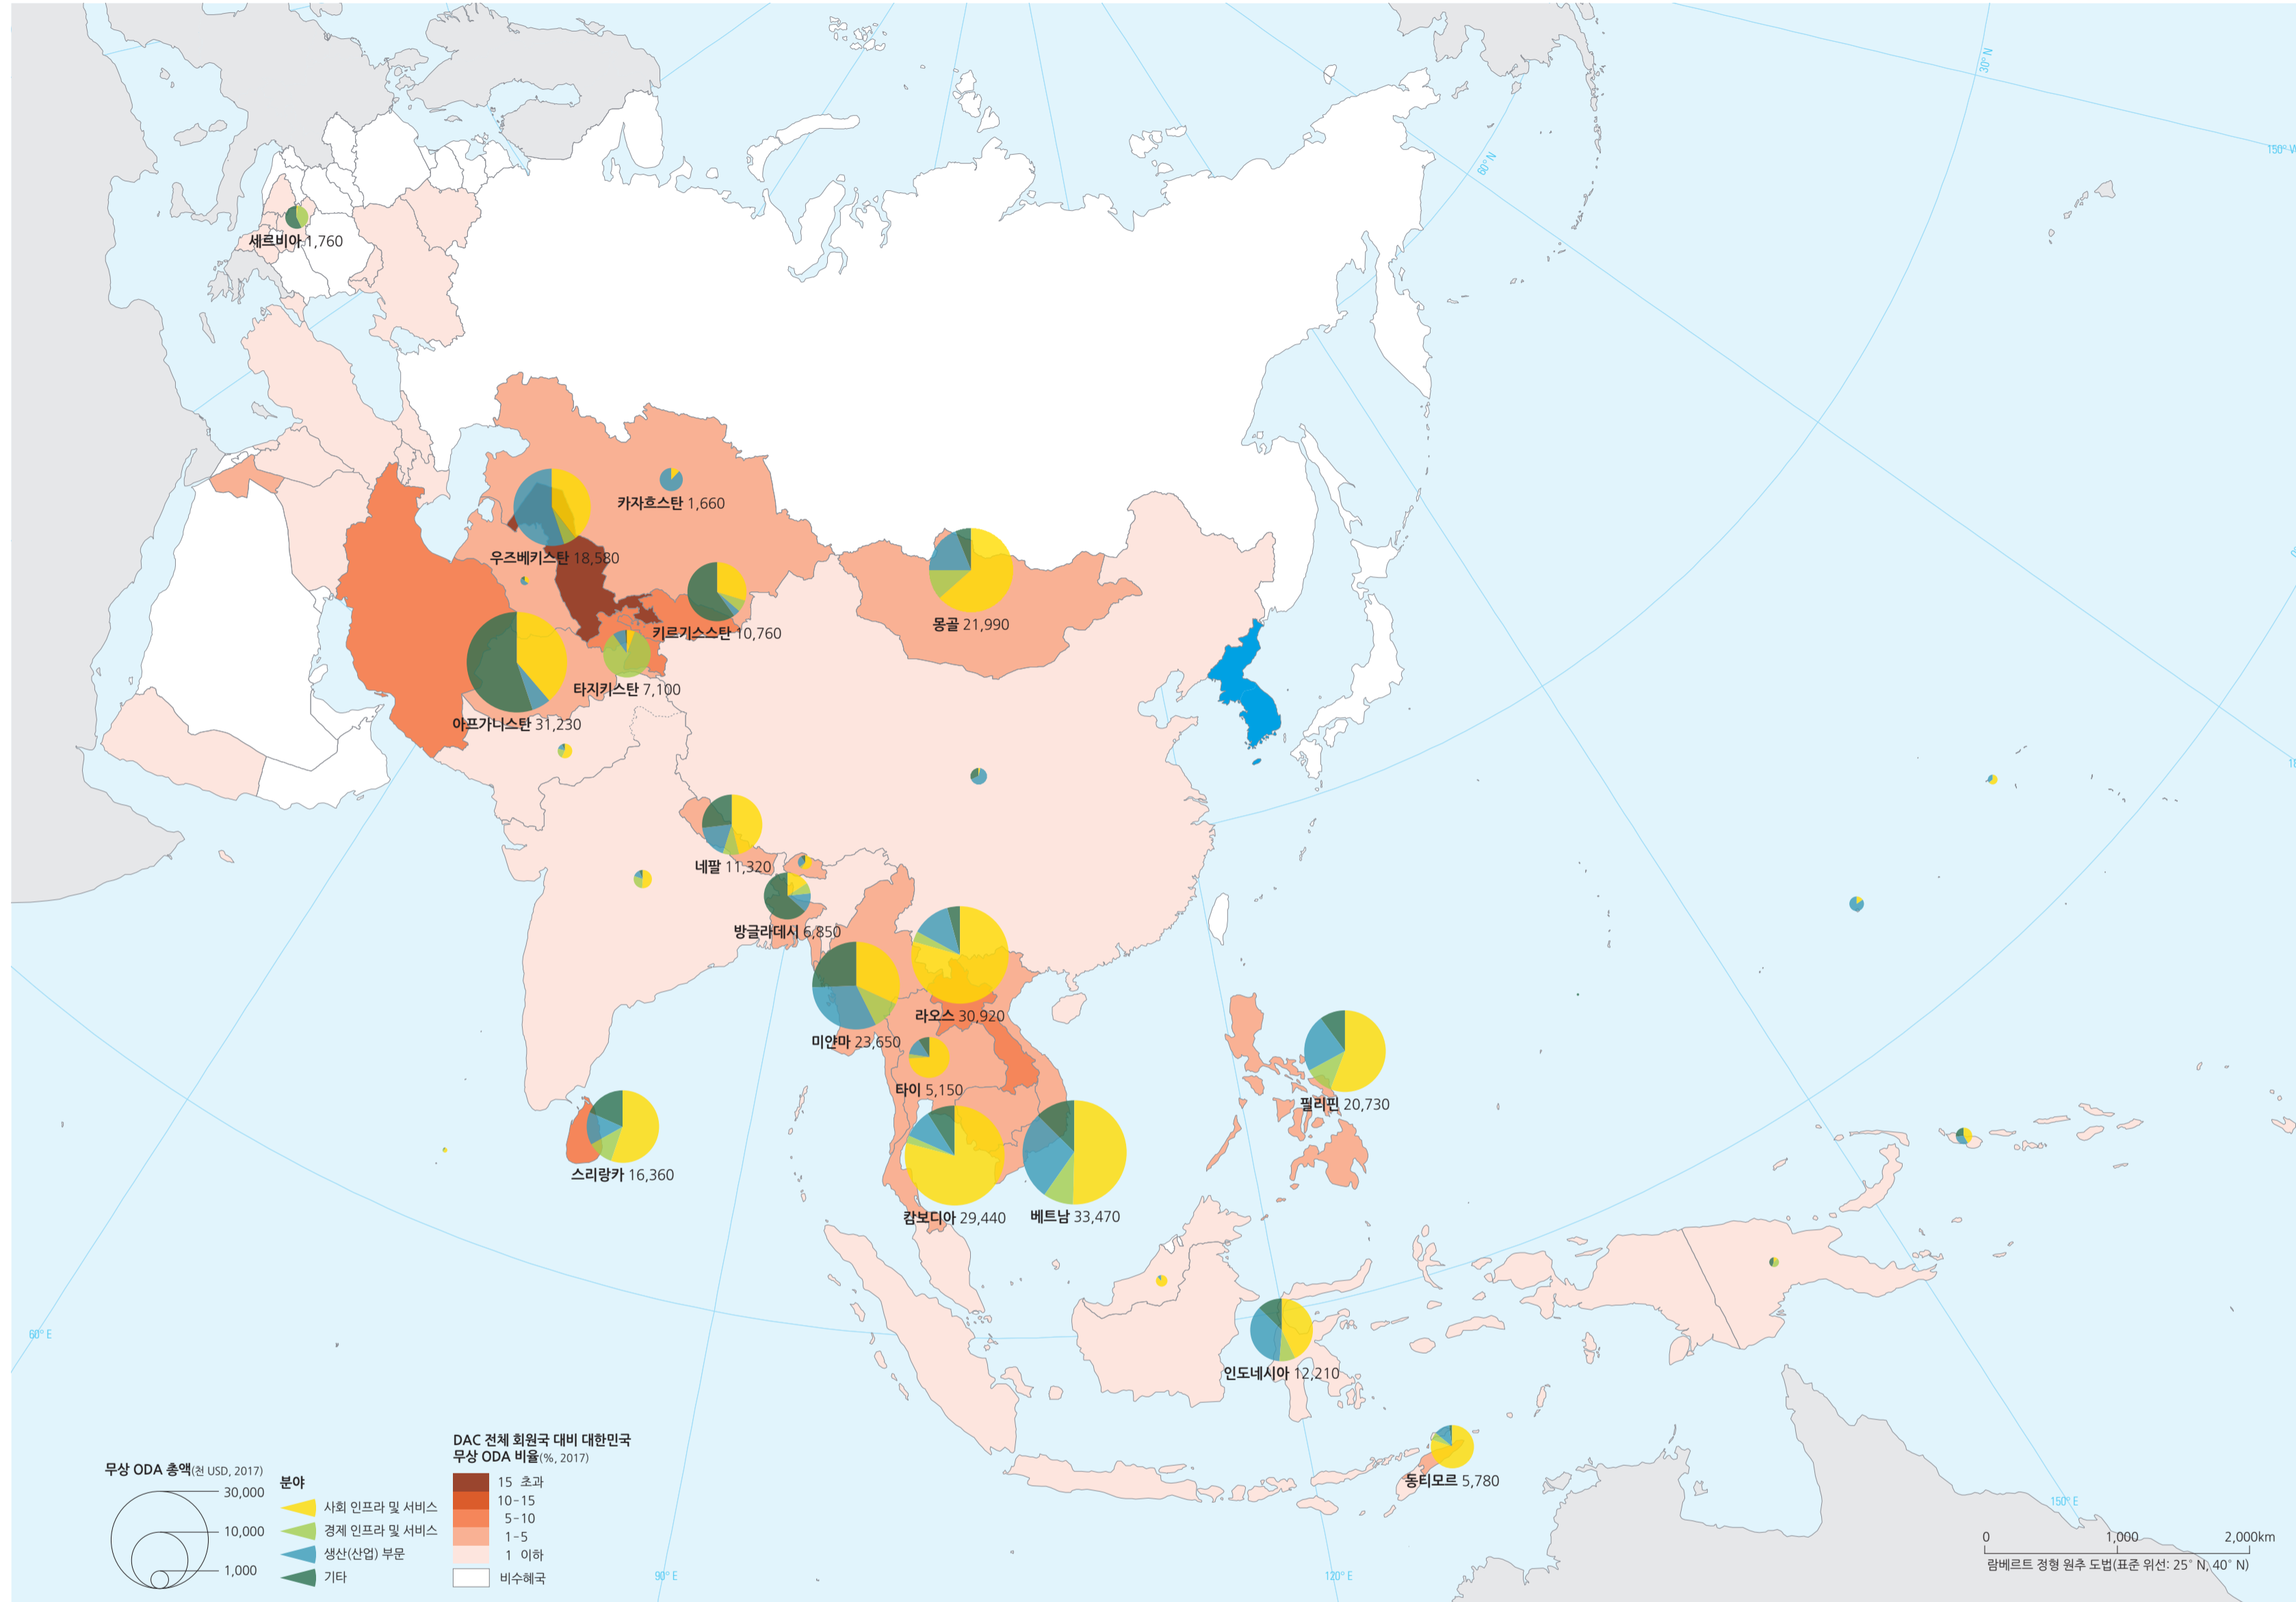 30° N
150° W
60° N
세르비아 1,760
카자흐스탄 1,660
우즈베키스탄 18,580
키르기스스탄 10,760
몽골 21,990
타지키스탄 7,100
아프가니스탄 31,230
네팔 11,320
방글라데시 6,850
라오스 30,920
미얀마 23,650
타이 5,150
필리핀 20,730
스리랑카 16,360
캄보디아 29,440
베트남 33,470
60° E
인도네시아 12,210
동티모르 5,780
150° E
90° E
120° E
무상 ODA 총액(천 USD, 2017)
30,000
10,000
1,000
분야
사회 인프라 및 서비스
경제 인프라 및 서비스
생산(산업) 부문
기타
DAC 전체 회원국 대비 대한민국
무상 ODA 비율(%, 2017)
15 초과
10-15
5-10
1-5
1 이하
비수혜국
0 1,000 2,000km
람베르트 정형 원추 도법(표준 위선: 25° N, 40° N)